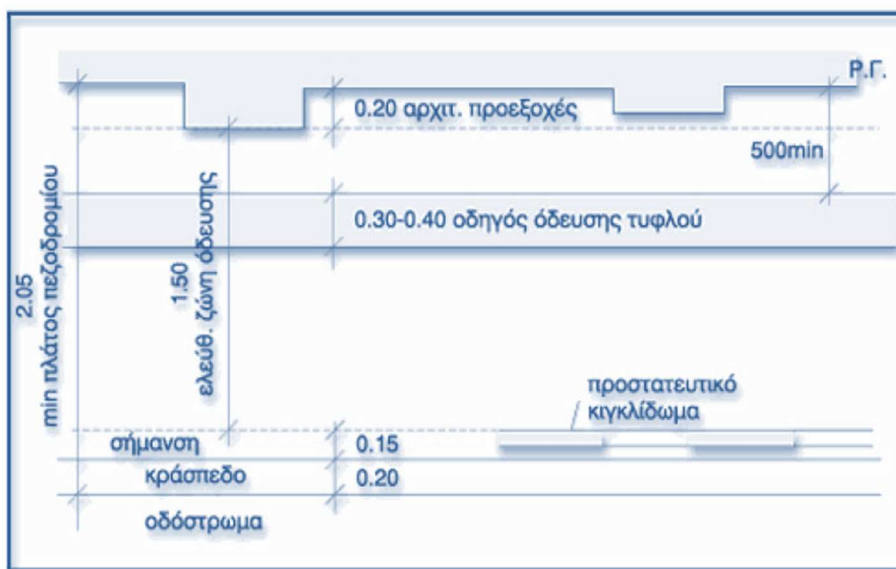 Ρ.Γ.
0.20 αρχιτ. προεξοχές
500min
0.30-0.40 οδηγός όδευσης τυφλού
2.05
min πλάτος πεζοδρομίου
1.50
ελεύθ. ζώνη όδευσης
προστατευτικό
κιγκλίδωμα
σήμανση 0.15
κράσπεδο 0.20
οδόστρωμα